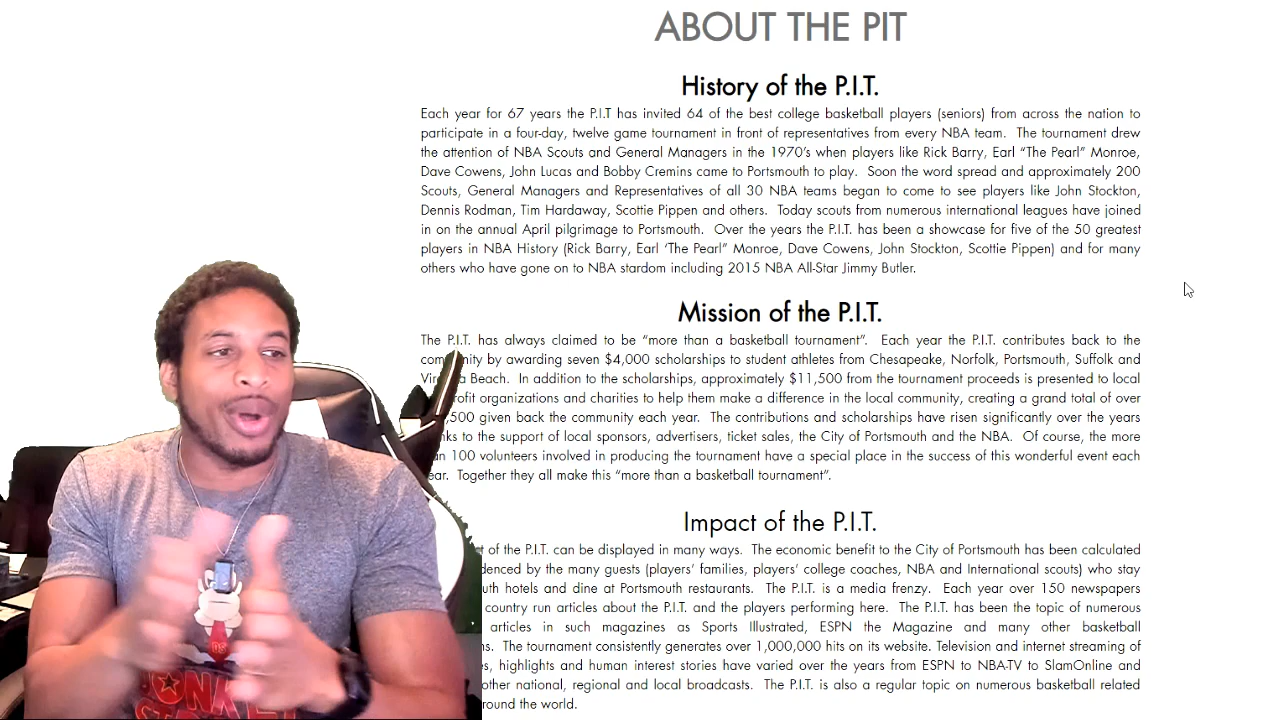 ABOUT THE PIT
History of the P.I.T.
Each year for 67 years the P.I.T has invited 64 of the best college basketball players (seniors) from across the nation to
participate in a four-day, twelve game tournament in front of representatives from every NBA team. The tournament drew
the attention of NBA Scouts and General Managers in the 1970's when players like Rick Barry, Earl "The Pearl" Monroe,
Dave Cowens, John Lucas and Bobby Cremins came to Portsmouth to play. Soon the word spread and approximately 200
Scouts, General Managers and Representatives of all 30 NBA teams began to come to see players like John Stockton,
Dennis Rodman, Tim Hardaway, Scottie Pippen and others. Today scouts from numerous international leagues have joined
in on the annual April pilgrimage to Portsmouth. Over the years the P.I.T. has been a showcase for five of the 50 greatest
players in NBA History (Rick Barry, Earl 'The Pearl" Monroe, Dave Cowens, John Stockton, Scottie Pippen) and for many
others who have gone on to NBA stardom including 2015 NBA All-Star Jimmy Butler.
Mission of the P.I.T.
The P.I.T. has always claimed to be "more than a basketball tournament". Each year the P.I.T. contributes back to the
by awarding seven $4,000 scholarships to student athletes from Chesapeake, Norfolk, Portsmouth, Suffolk and
Beach. In addition to the scholarships, approximately $11,500 from the tournament proceeds is presented to local
organizations and charities to help them make a difference in the local community, creating a grand total of over
given back the community each year. The contributions and scholarships have risen significantly over the years
to the support of local sponsors, advertisers, ticket sales, the City of Portsmouth and the NBA. Of course, the more
100 volunteers involved in producing the tournament have a special place in the success of this wonderful event each
Together they all make this "more than a basketball tournament".
Impact of the P.I.T.
of the P.I.T. can be displayed in many ways. The economic benefit to the City of Portsmouth has been calculated
by the many guests (players' families, players' college coaches, NBA and International scouts) who stay
hotels and dine at Portsmouth restaurants. The P.I.T. is a media frenzy. Each year over 150 newspapers
country run articles about the P.I.T. and the players performing here. The P.I.T. has been the topic of numerous
articles in such magazines as Sports Illustrated, ESPN the Magazine and many other basketball
The tournament consistently generates over 1,000,000 hits on its website. Television and internet streaming of
highlights and human interest stories have varied over the years from ESPN to NBA-TV to SlamOnline and
other national, regional and local broadcasts. The P.I.T. is also a regular topic on numerous basketball related
the world.